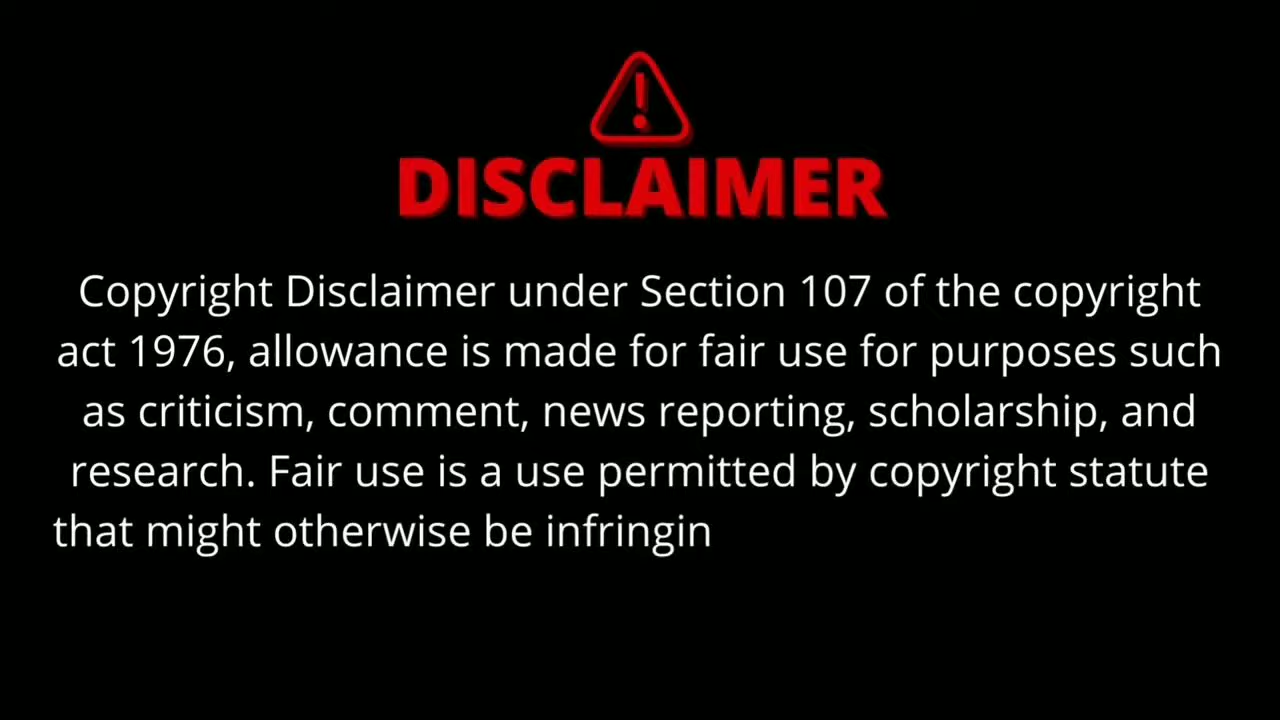 DISCLAIMER
Copyright Disclaimer under Section 107 of the copyright
act 1976, allowance is made for fair use for purposes such
as criticism, comment, news reporting, scholarship, and
research. Fair use is a use permitted by copyright statute
that might otherwise be infringin